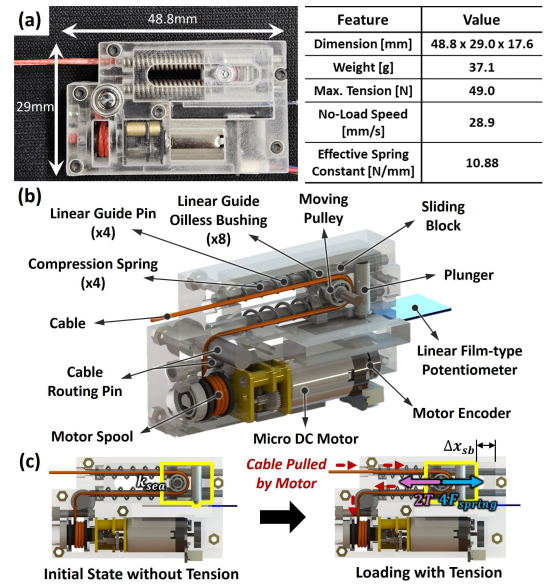 (a)
48.8mm
29mm
Feature Value
Dimension [mm] 48.8 x 29.0 x 17.6
Weight [g] 37.1
Max. Tension [N] 49.0
No-Load Speed
[mm/s] 28.9
Effective Spring
Constant [N/mm] 10.88
(b)
Linear Guide Pin
(x4)
Linear Guide
Oilless Bushing
(x8)
Moving
Pulley
Sliding
Block
Compression Spring
(x4)
Plunger
Cable
Linear Film-type
Potentiometer
Cable
Routing Pin
Motor Encoder
Motor Spool
Micro DC Motor
(c)
k_sea
Cable Pulled
by Motor
Δx_sb
2T 4F_spring
Initial State without Tension
Loading with Tension